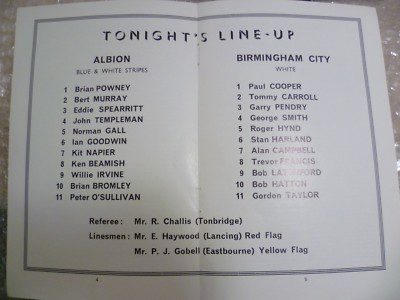 TONIGHT'S LINE-UP
ALBION
BLUE & WHITE STRIPES
1 Brian POWNEY
2 Bert MURRAY
3 Eddie SPEARRITT
4 John TEMPLEMAN
5 Norman GALL
6 Ian GOODWIN
7 Kit NAPIER
8 Ken BEAMISH
9 Willie IRVINE
10 Brian BROMLEY
11 Peter O'SULLIVAN
BIRMINGHAM CITY
WHITE
1 Paul COOPER
2 Tommy CARROLL
3 Garry PENDRY
4 George SMITH
5 Roger HYND
6 Stan HARLAND
7 Alan CAMPBELL
8 Trevor FRANCIS
9 Bob LATCHFORD
10 Bob HATTON
11 Gordon TAYLOR
Referee : Mr. R. Challis (Tonbridge)
Linesmen : Mr. E. Haywood (Lancing) Red Flag
Mr. P. J. Gobell (Eastbourne) Yellow Flag
4
5